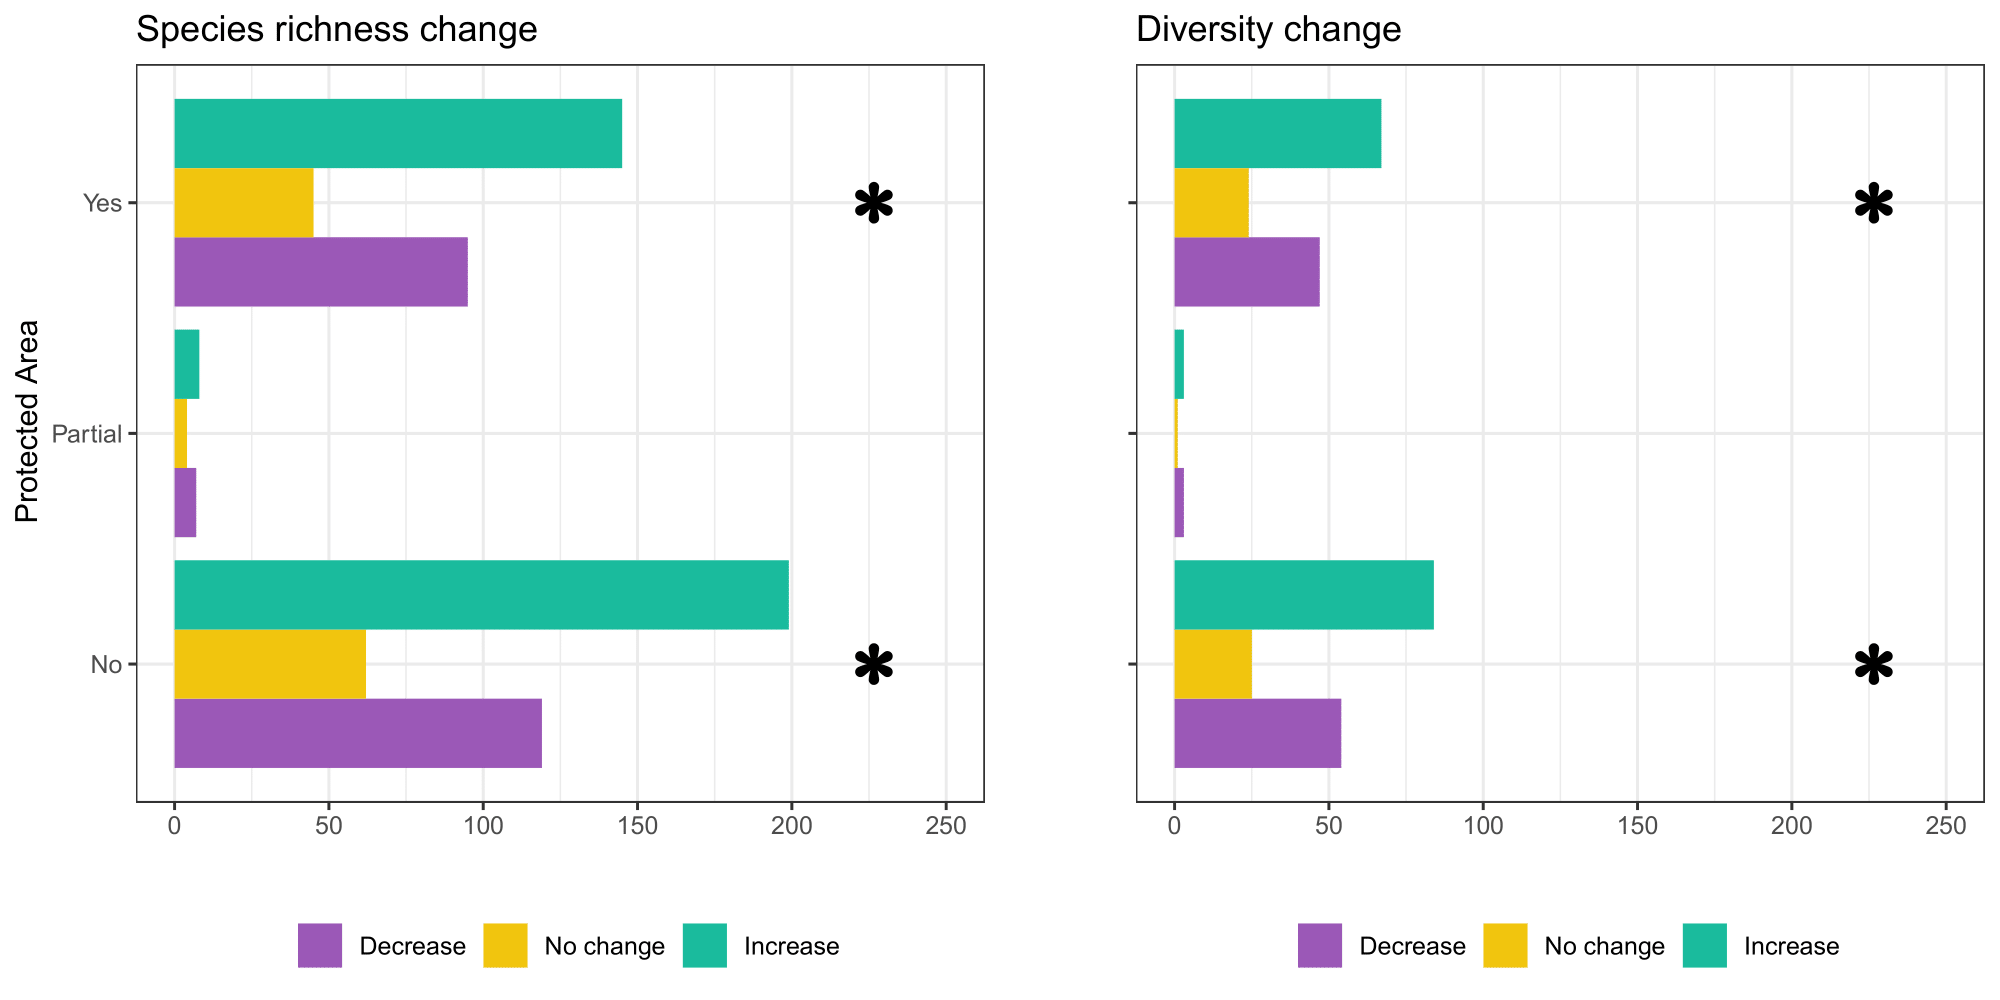 Species richness change
Diversity change
Protected Area
Yes
Partial
No
*
*
*
*
0 50 100 150 200 250
0 50 100 150 200 250
Decrease No change Increase
Decrease No change Increase